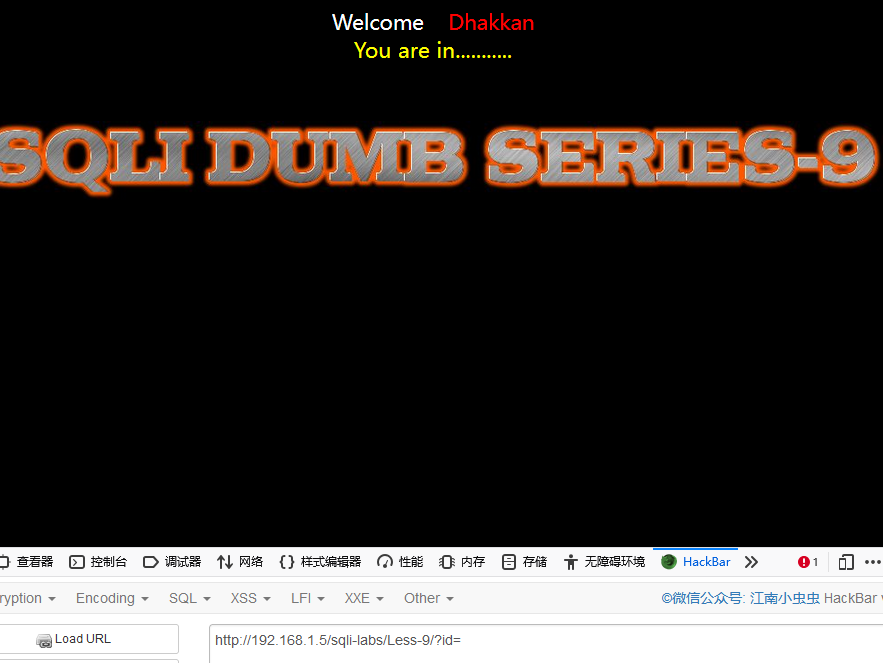 Welcome Dhakkan
You are in...........
SQLI DUMB SERIES-9
查看器 控制台 调试器 网络 样式编辑器 性能 内存 存储 无障碍环境 HackBar 1
ryption Encoding SQL XSS LFI XXE Other ©微信公众号: 江南小虫虫 HackBar v
Load URL http://192.168.1.5/sqli-labs/Less-9/?id=